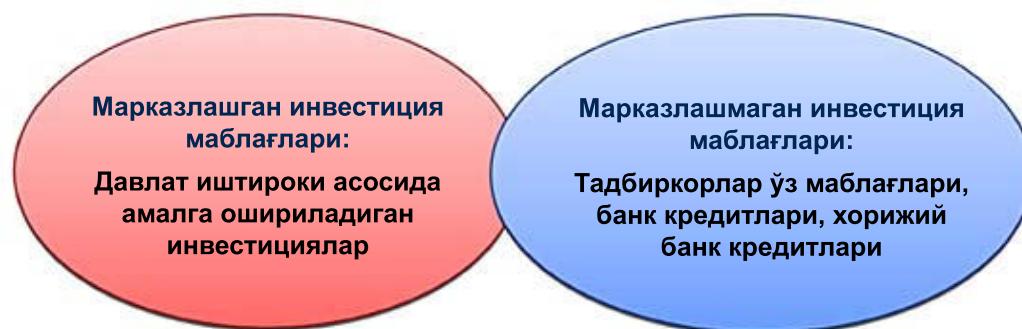 Марказлашган инвестиция
маблағлари:
Давлат иштироки асосида
амалга ошириладиган
инвестициялар
Марказлашмаган инвестиция
маблағлари:
Тадбиркорлар ўз маблағлари,
банк кредитлари, хорижий
банк кредитлари